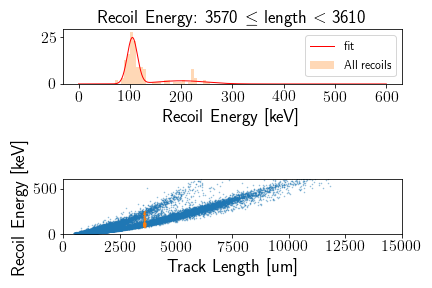 Recoil Energy: 3570 ≤ length < 3610
25
0
fit
All recoils
0 100 200 300 400 500 600
Recoil Energy [keV]
Recoil Energy [keV]
500
0
0 2500 5000 7500 10000 12500 15000
Track Length [um]